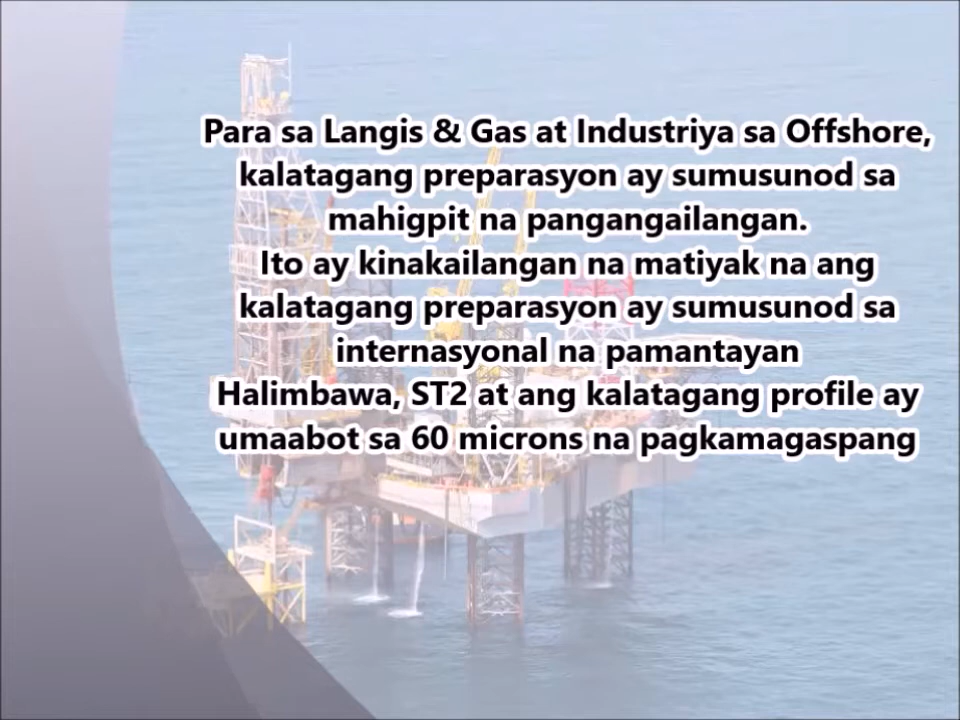 Para sa Langis & Gas at Industriya sa Offshore,
kalatagang preparasyon ay sumusunod sa
mahigpit na pangangailangan.
Ito ay kinakailangan na matiyak na ang
kalatagang preparasyon ay sumusunod sa
internasyonal na pamantayan
Halimbawa, ST2 at ang kalatagang profile ay
umaabot sa 60 microns na pagkamagaspang